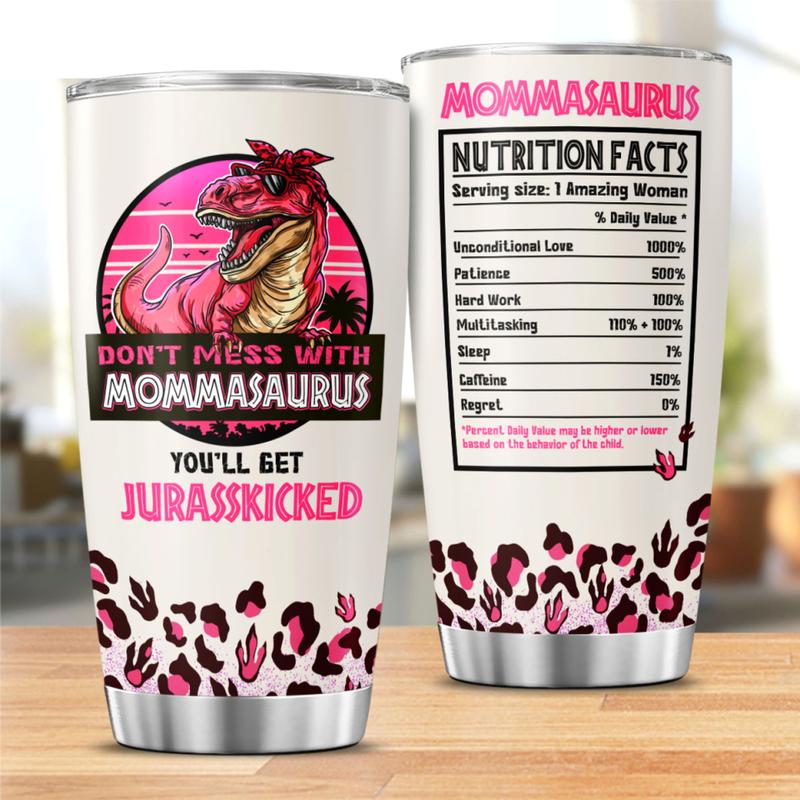 DON'T MESS WITH
MOMMASAURUS
YOU'LL GET
JURASSKICKED
MOMMASAURUS
NUTRITION FACTS
Serving size: 1 Amazing Woman
% Daily Value *
Unconditional Love 1000%
Patience 500%
Hard Work 100%
Multitasking 110% + 100%
Sleep 1%
Caffeine 150%
Regret 0%
*Percent Daily Value may be higher or lower
based on the behavior of the child.